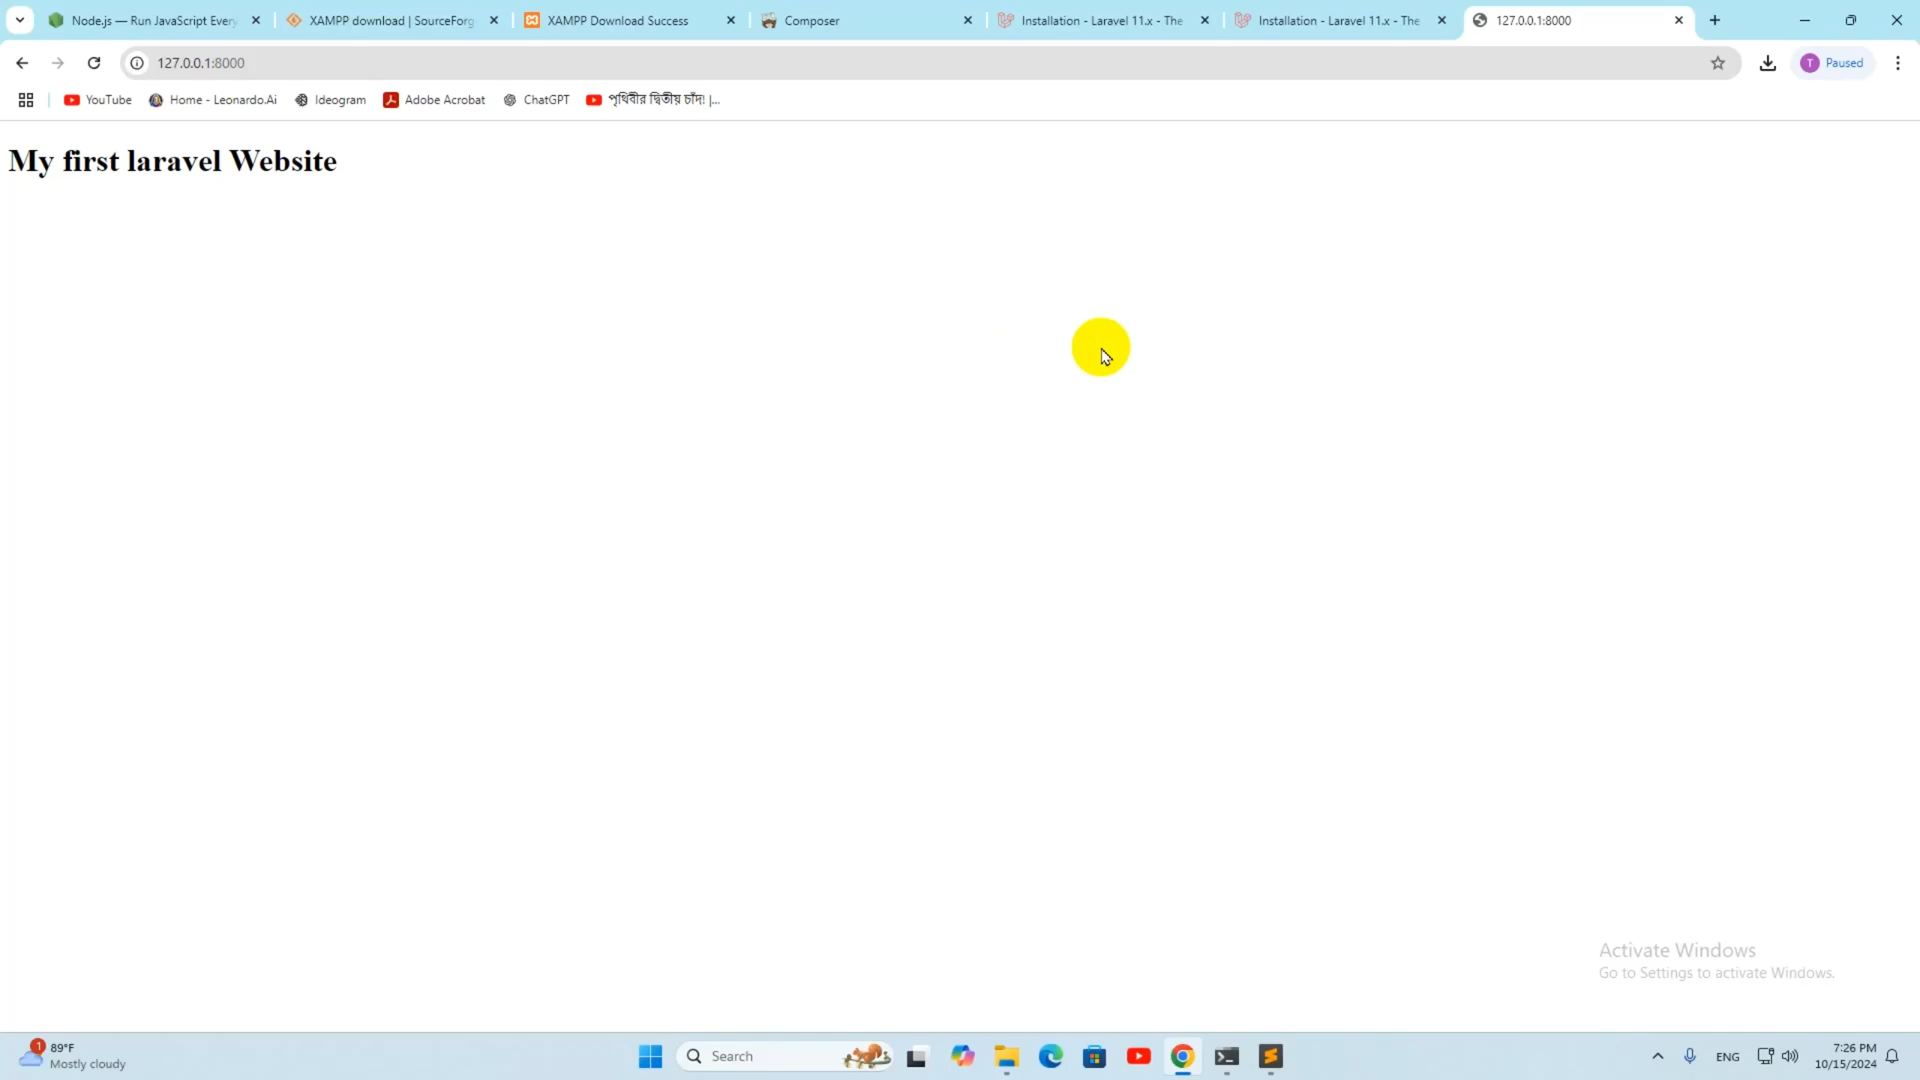 Node.js — Run JavaScript Every
XAMPP download | SourceForg
XAMPP Download Success
Composer
Installation - Laravel 11.x - The
Installation - Laravel 11.x - The
127.0.0.1:8000
127.0.0.1:8000
T Paused
YouTube
Home - Leonardo.Ai
Ideogram
Adobe Acrobat
ChatGPT
পৃথিবীর দ্বিতীয় চাঁদ! |...
My first laravel Website
Activate Windows
Go to Settings to activate Windows.
1
89°F
Mostly cloudy
Search
ENG
7:26 PM
10/15/2024